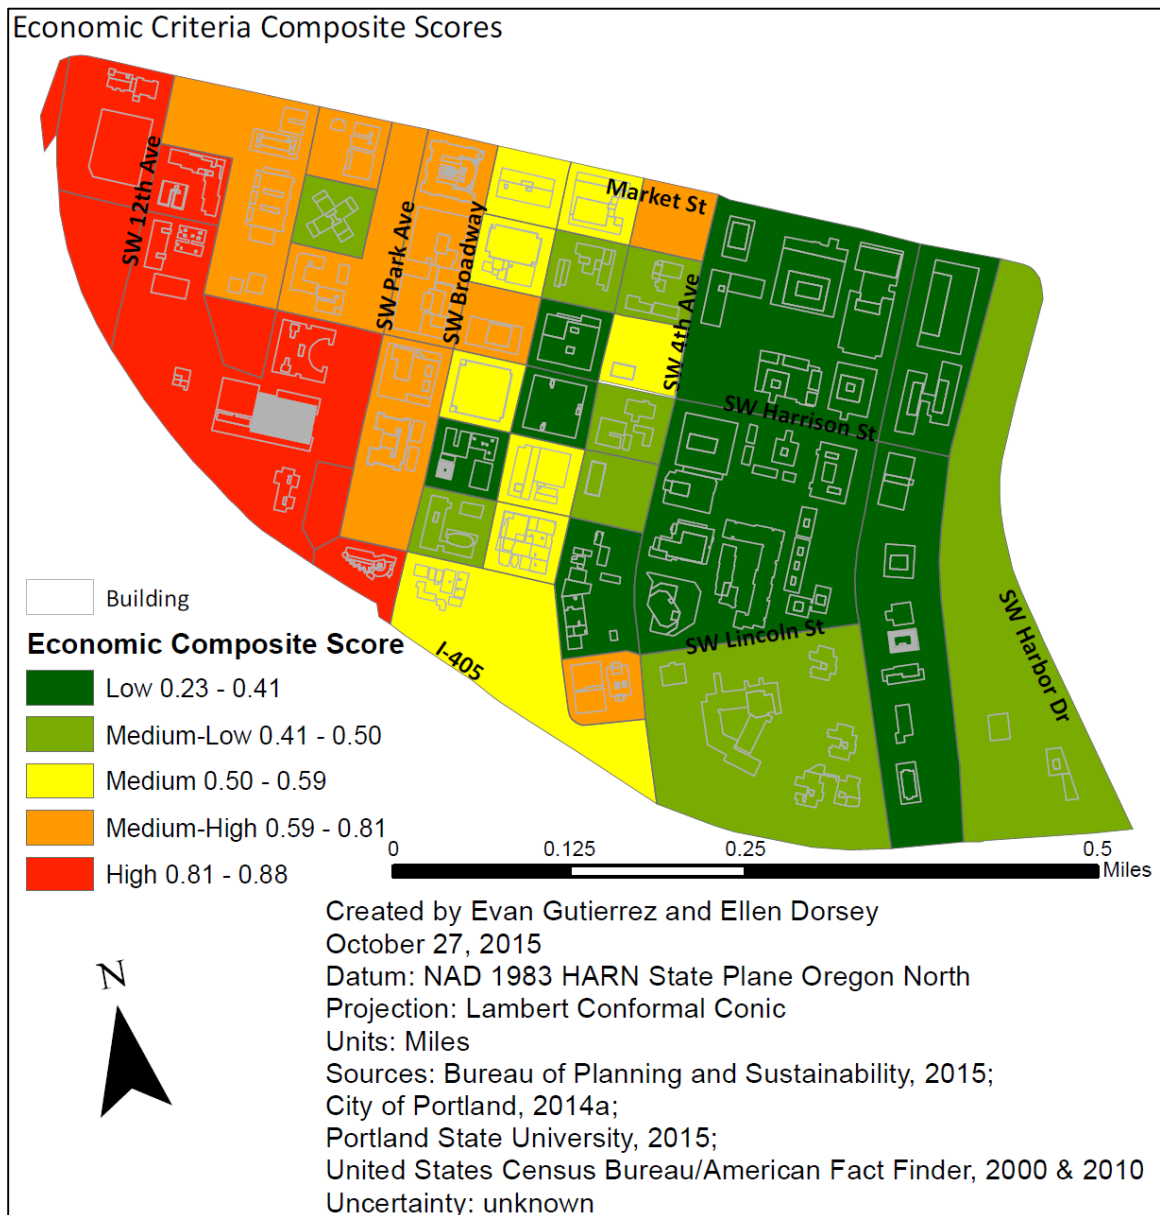 Economic Criteria Composite Scores
SW 12th Ave
SW Park Ave
SW Broadway
Market St
SW 4th Ave
SW Harrison St
SW Lincoln St
SW Harbor Dr
I-405
Building
Economic Composite Score
Low 0.23 - 0.41
Medium-Low 0.41 - 0.50
Medium 0.50 - 0.59
Medium-High 0.59 - 0.81
High 0.81 - 0.88
0 0.125 0.25 0.5
Miles
N
Created by Evan Gutierrez and Ellen Dorsey
October 27, 2015
Datum: NAD 1983 HARN State Plane Oregon North
Projection: Lambert Conformal Conic
Units: Miles
Sources: Bureau of Planning and Sustainability, 2015;
City of Portland, 2014a;
Portland State University, 2015;
United States Census Bureau/American Fact Finder, 2000 & 2010
Uncertainty: unknown